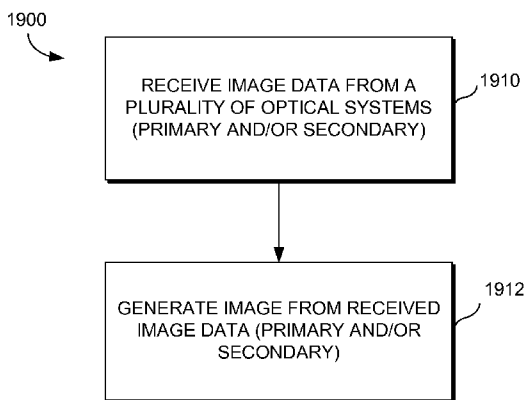 1900
RECEIVE IMAGE DATA FROM A
PLURALITY OF OPTICAL SYSTEMS
(PRIMARY AND/OR SECONDARY)
1910
GENERATE IMAGE FROM RECEIVED
IMAGE DATA (PRIMARY AND/OR
SECONDARY)
1912